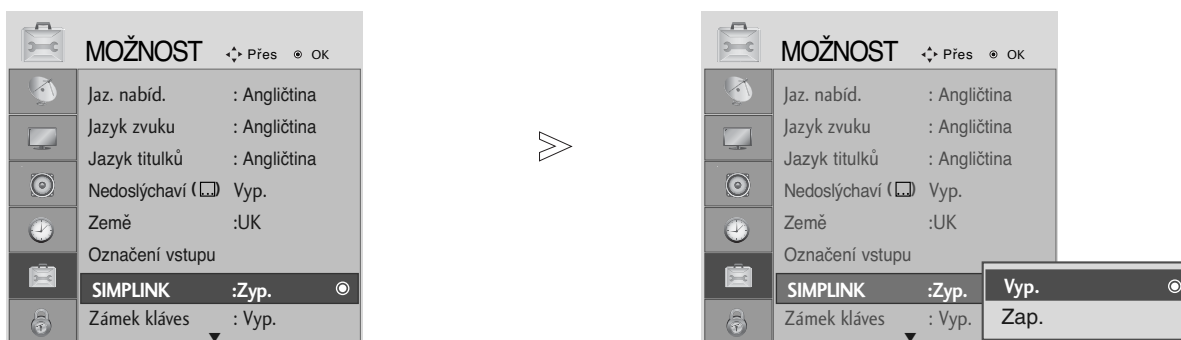 MOŽNOST Přes OK
Jaz. nabíd. : Angličtina
Jazyk zvuku : Angličtina
Jazyk titulků : Angličtina
Nedoslýchaví ( ) Vyp.
Země :UK
Označení vstupu
SIMPLINK :Zyp.
Zámek kláves : Vyp.
MOŽNOST Přes OK
Jaz. nabíd. : Angličtina
Jazyk zvuku : Angličtina
Jazyk titulků : Angličtina
Nedoslýchaví ( ) Vyp.
Země :UK
Označení vstupu
SIMPLINK :Zyp.
Zámek kláves : Vyp.
Vyp.
Zap.